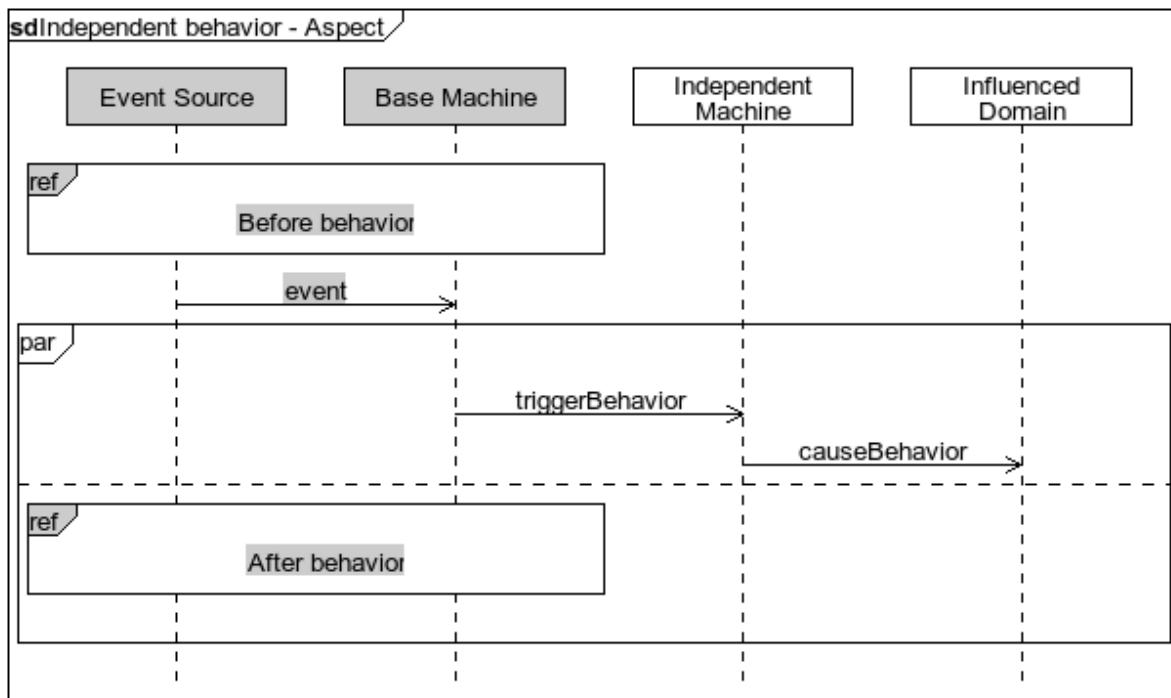 sdIndependent behavior - Aspect
Event Source
Base Machine
Independent
Machine
Influenced
Domain
ref
Before behavior
event
par
triggerBehavior
causeBehavior
ref
After behavior